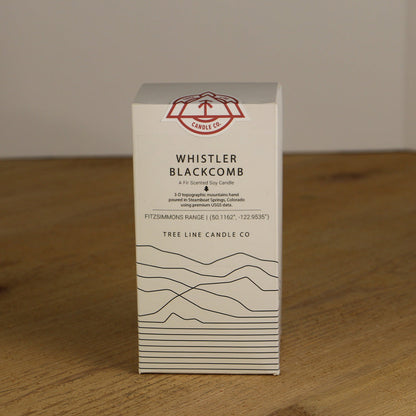 CANDLE CO.
WHISTLER
BLACKCOMB
A Fir Scented Soy Candle
3-D topographic mountains hand
poured in Steamboat Springs, Colorado
using premium USGS data.
FITZSIMMONS RANGE | (50.1162°, -122.9535°)
TREE LINE CANDLE CO